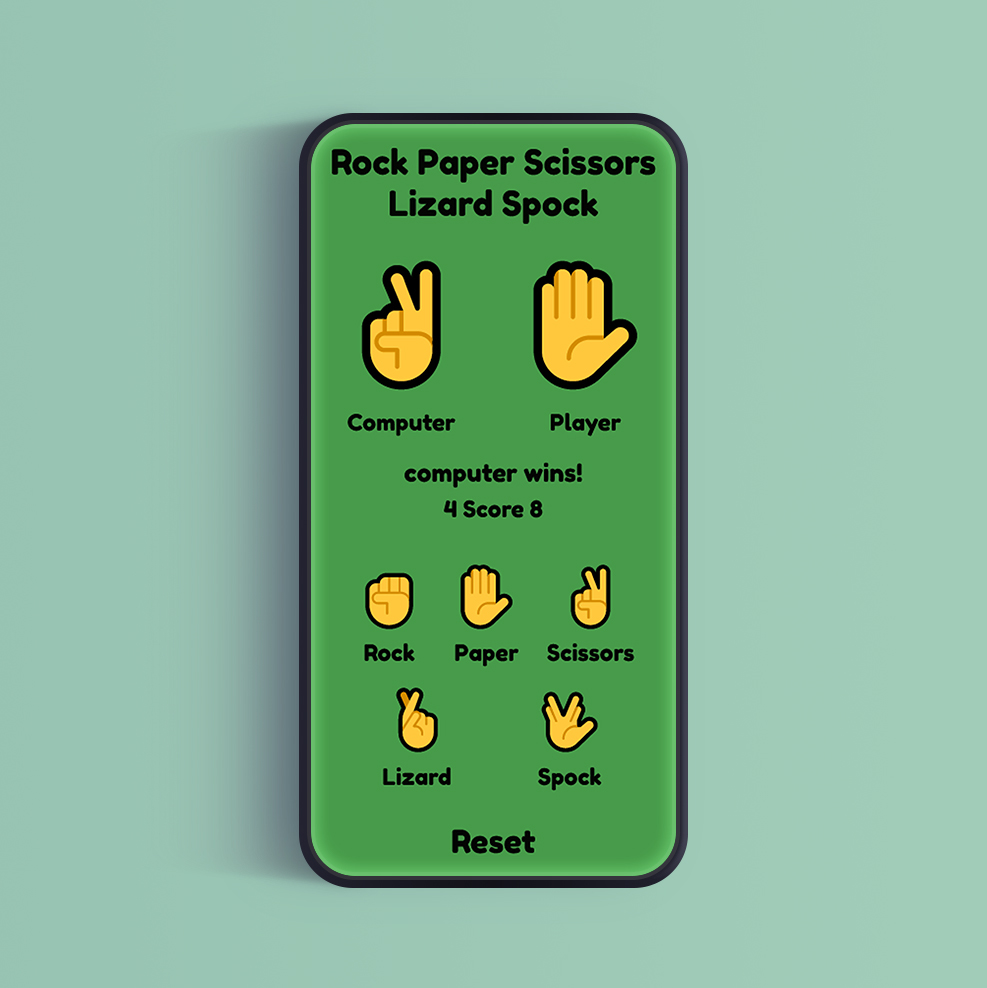 Rock Paper Scissors
Lizard Spock
Computer Player
computer wins!
4 Score 8
Rock Paper Scissors
Lizard Spock
Reset